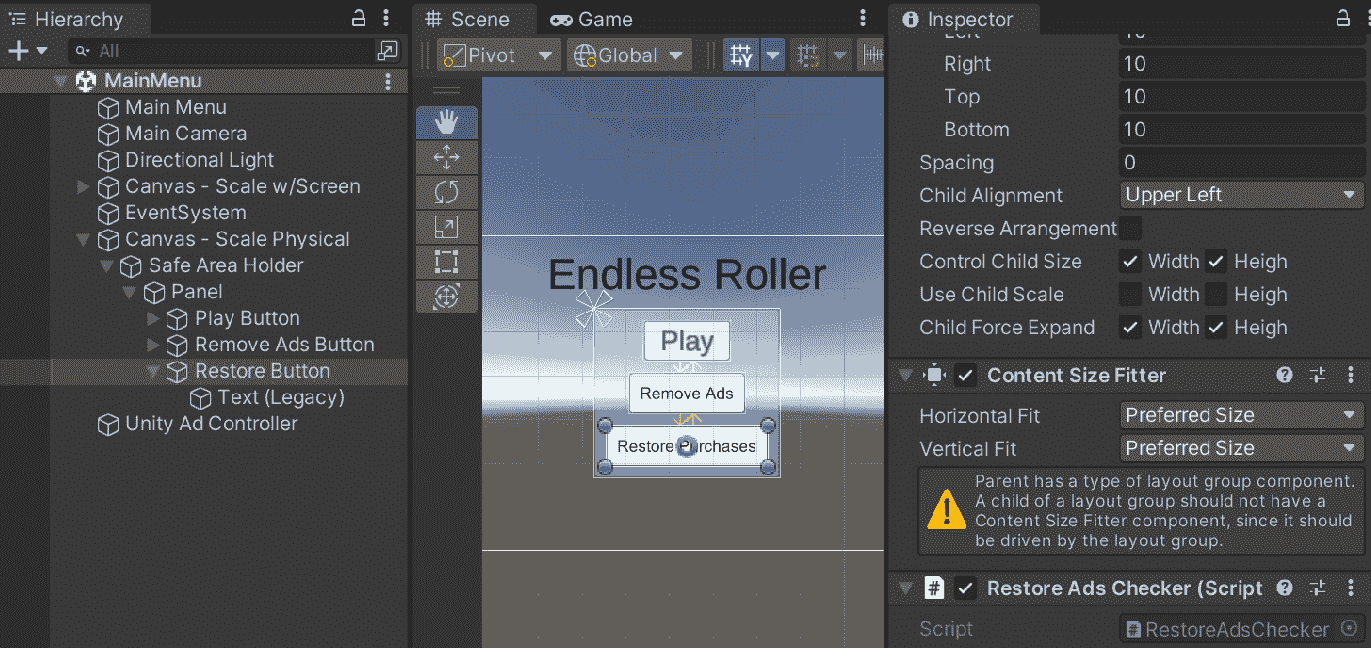 Hierarchy
All
MainMenu
Main Menu
Main Camera
Directional Light
Canvas - Scale w/Screen
EventSystem
Canvas - Scale Physical
Safe Area Holder
Panel
Play Button
Remove Ads Button
Restore Button
Text (Legacy)
Unity Ad Controller
Scene Game
Pivot Global
Endless Roller
Play
Remove Ads
Restore Purchases
Inspector
Left 10
Right 10
Top 10
Bottom 10
Spacing 0
Child Alignment Upper Left
Reverse Arrangement
Control Child Size Width Heigh
Use Child Scale Width Heigh
Child Force Expand Width Heigh
Content Size Fitter
Horizontal Fit Preferred Size
Vertical Fit Preferred Size
Parent has a type of layout group component.
A child of a layout group should not have a
Content Size Fitter component, since it should
be driven by the layout group.
# Restore Ads Checker (Script
Script # RestoreAdsChecker